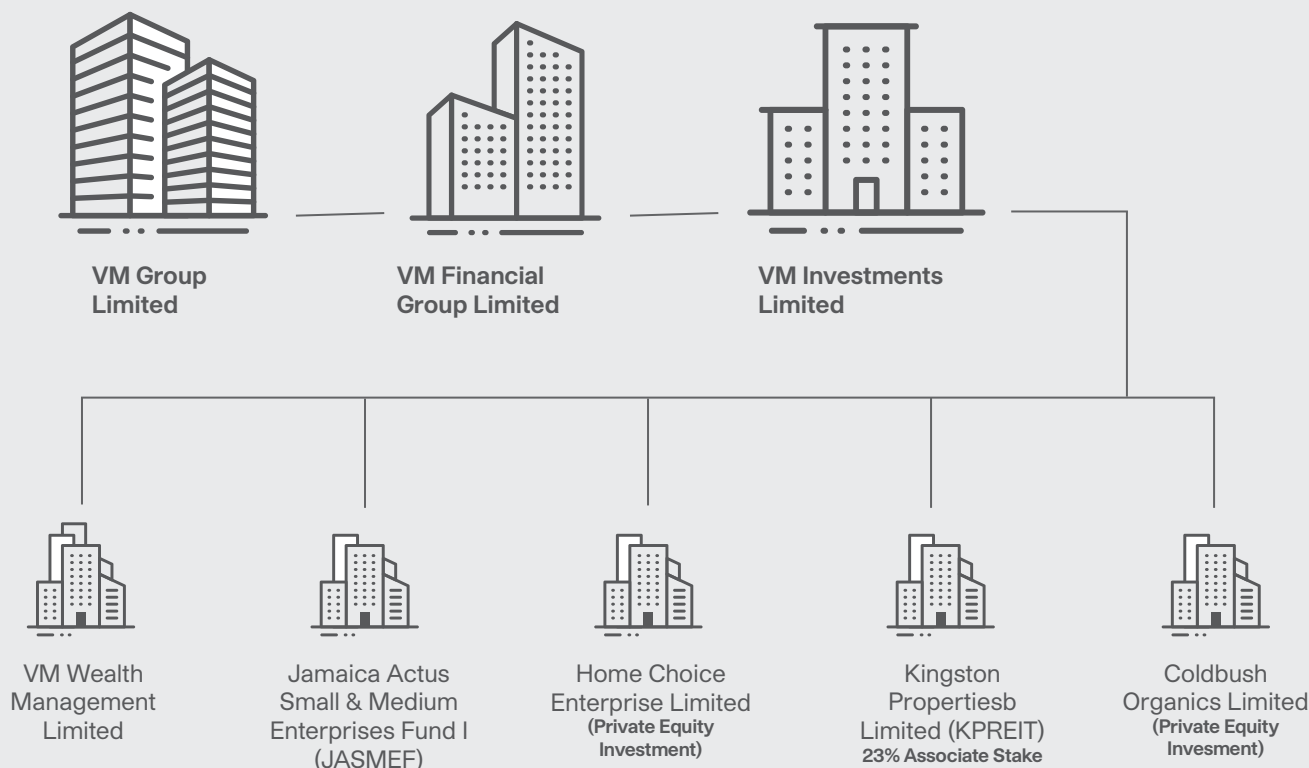 VM Group
Limited
VM Financial
Group Limited
VM Investments
Limited
VM Wealth
Management
Limited
Jamaica Actus
Small & Medium
Enterprises Fund I
(JASMEF)
Home Choice
Enterprise Limited
(Private Equity
Investment)
Kingston
Propertiesb
Limited (KPREIT)
23% Associate Stake
Coldbush
Organics Limited
(Private Equity
Invesment)